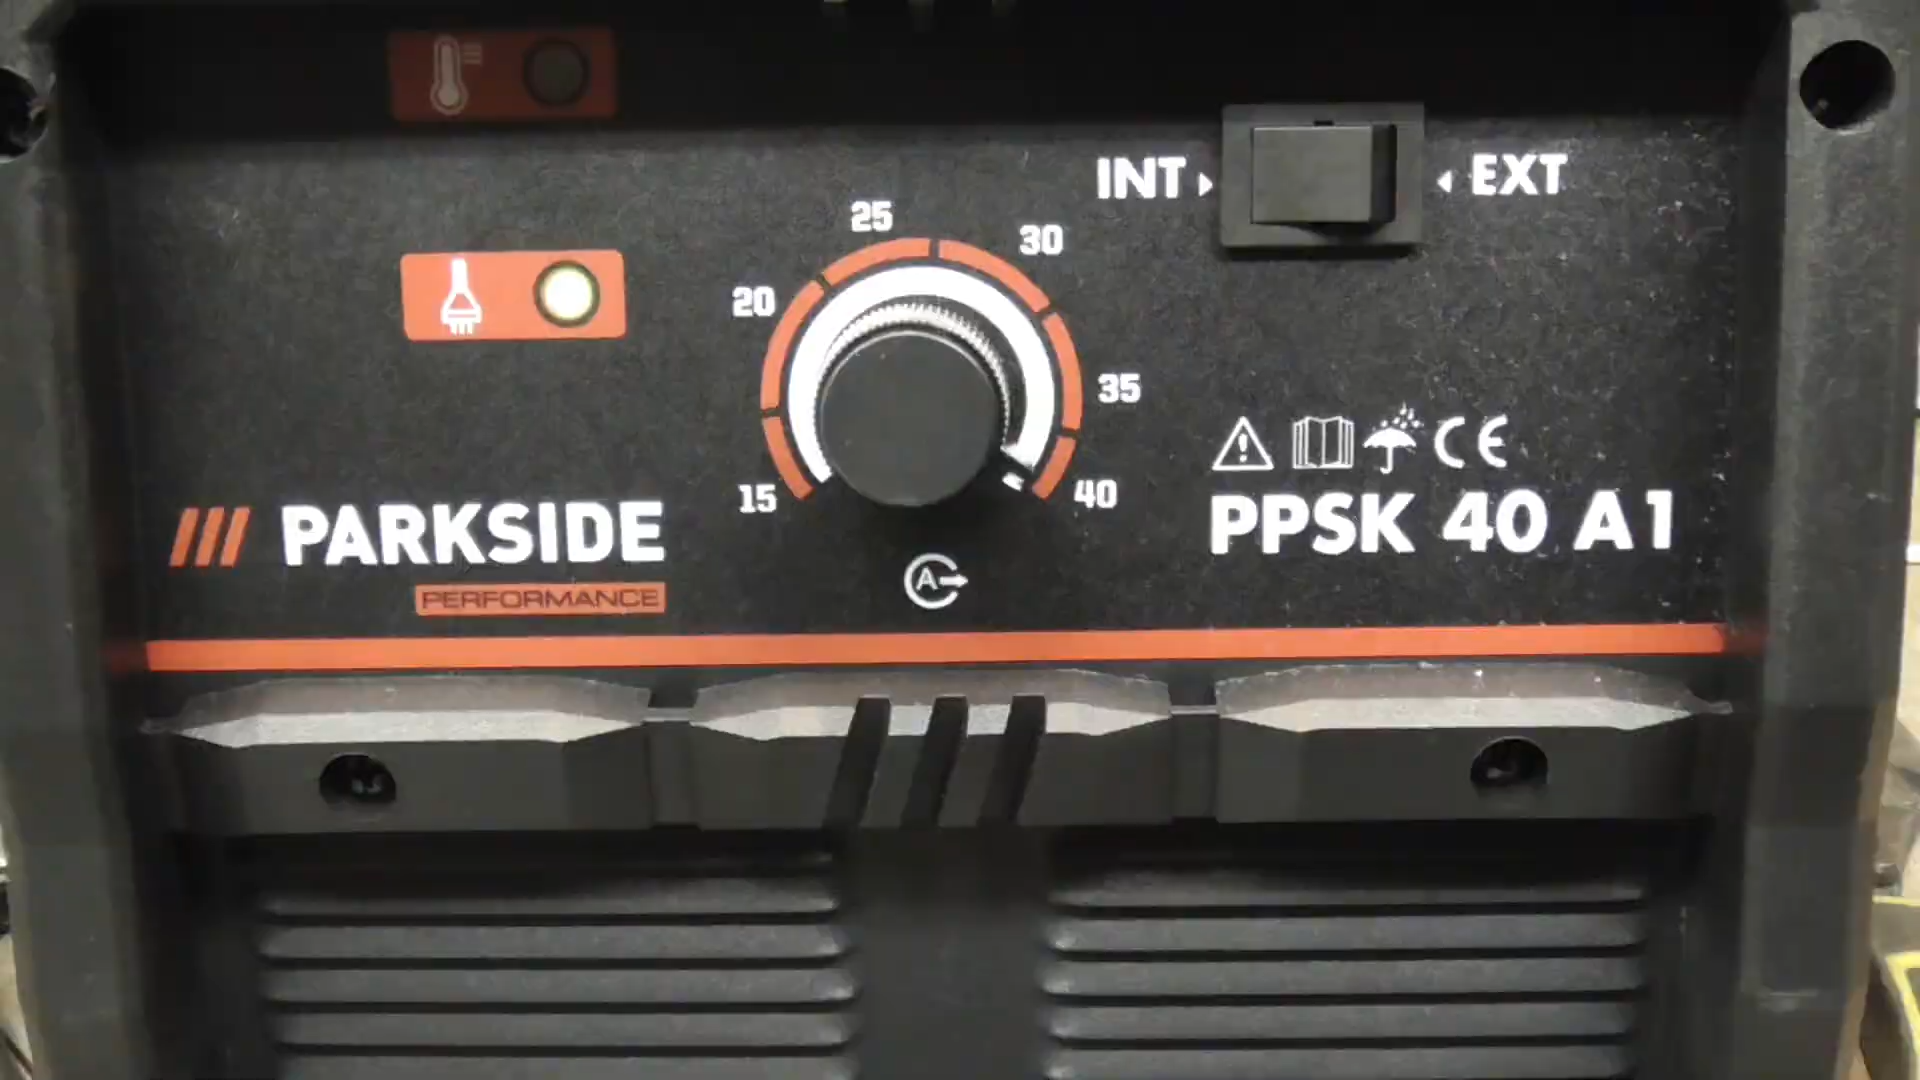 INT EXT
25
30
20
35
15
40
CE
PARKSIDE
PERFORMANCE
PPSK 40 A1
A